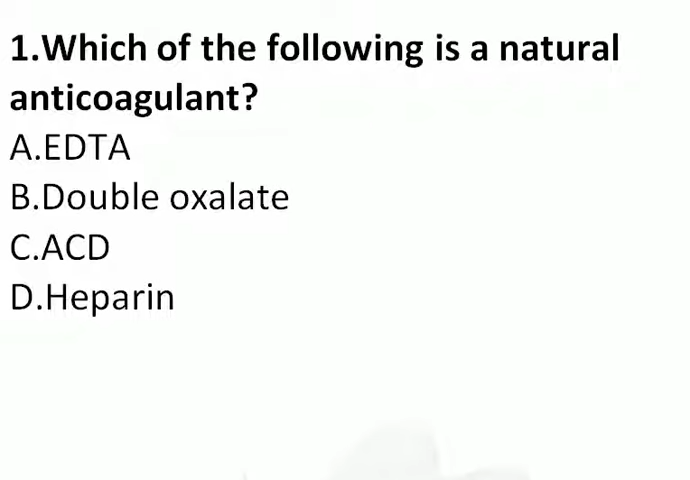 1.Which of the following is a natural
anticoagulant?
A.EDTA
B.Double oxalate
C.ACD
D.Heparin